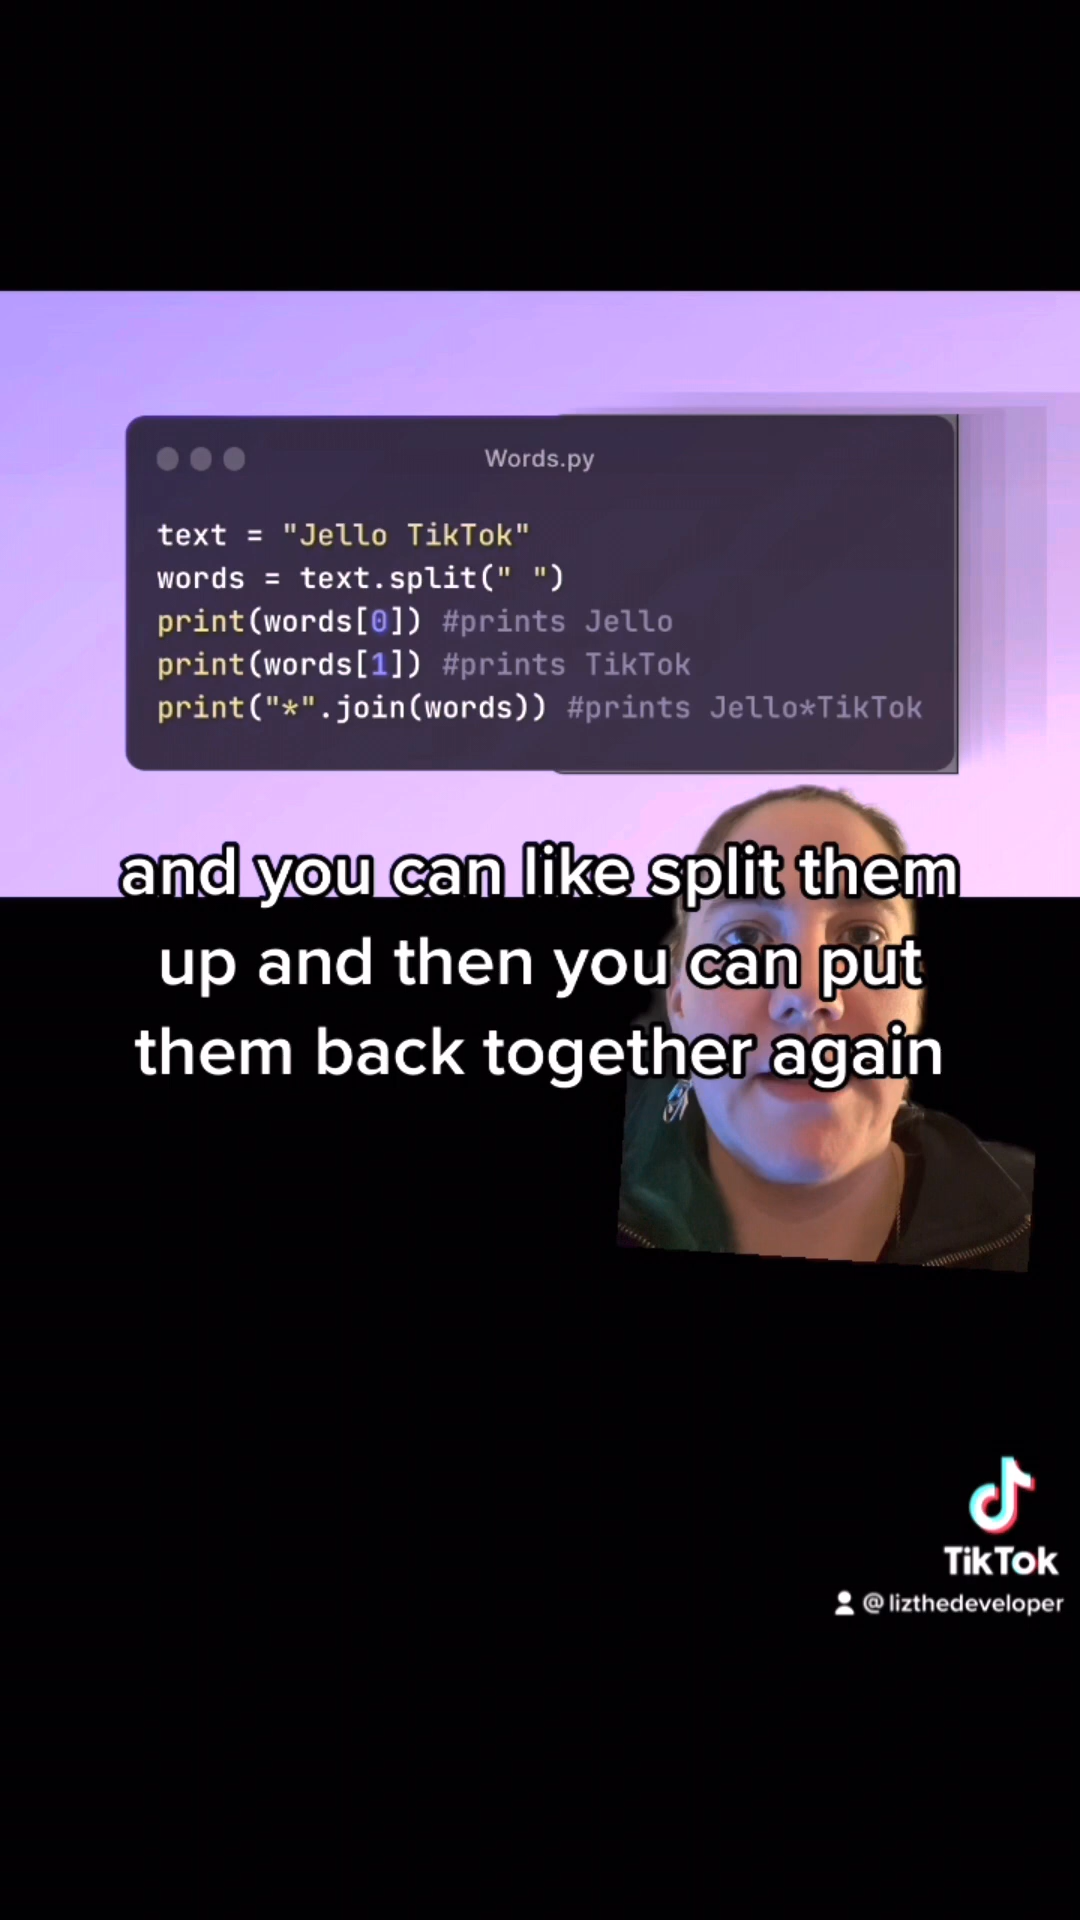 Words.py
text = "Jello TikTok"
words = text.split(" ")
print(words[0]) #prints Jello
print(words[1]) #prints TikTok
print("*".join(words)) #prints Jello*TikTok
and you can like split them
up and then you can put
them back together again
TikTok
@lizthedeveloper